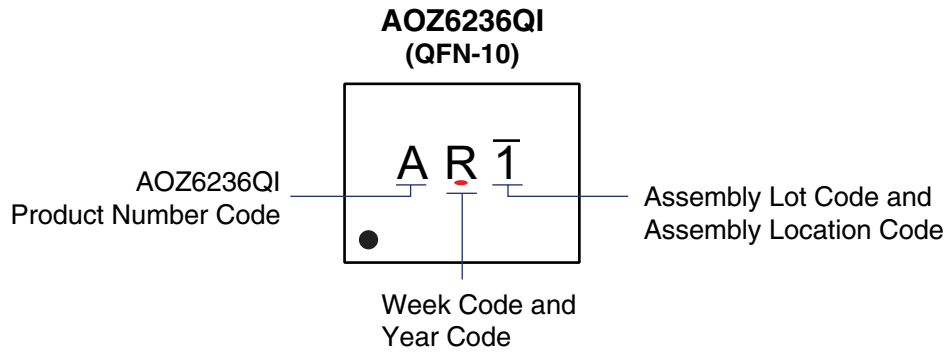 AOZ6236QI
(QFN-10)
A R 1̅
AOZ6236QI
Product Number Code
Assembly Lot Code and
Assembly Location Code
Week Code and
Year Code